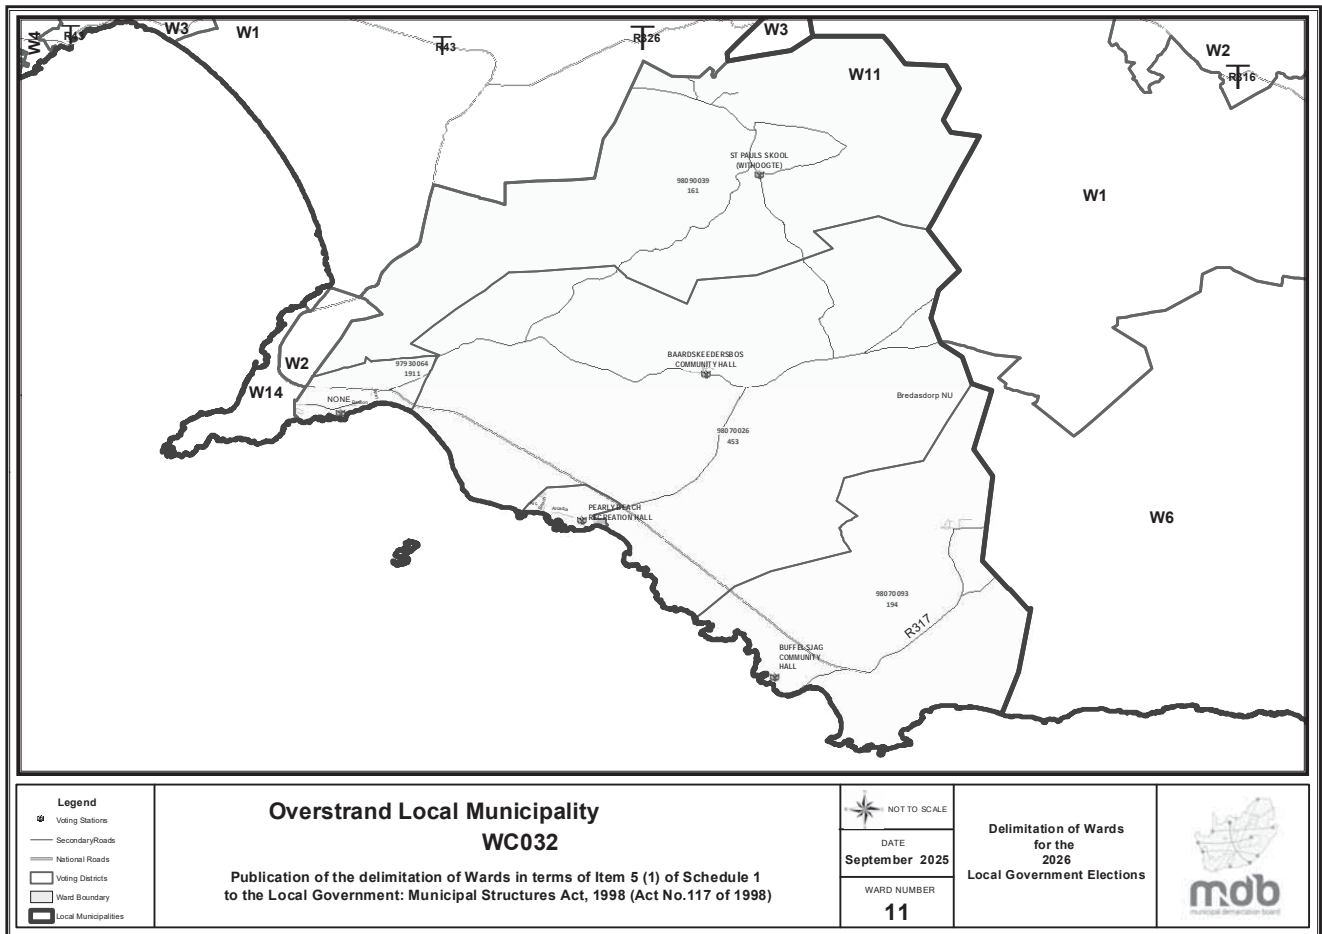 W4
R43
W3
W1
R43
R326
W3
W11
W2
R316
ST PAULS SKOOL
(WITHOOGTE)
98090039
161
W1
W2
W14
97930064
1911
NONE
BAARDSKEEDERSBOS
COMMUNITY HALL
Bredasdorp NU
98070026
453
PEARLY BEACH
RECREATION HALL
W6
98070093
194
R317
BUFFELSJAG
COMMUNITY
HALL
Legend
Voting Stations
SecondaryRoads
National Roads
Voting Districts
Ward Boundary
Local Municipalities
Overstrand Local Municipality
WC032
Publication of the delimitation of Wards in terms of Item 5 (1) of Schedule 1
to the Local Government: Municipal Structures Act, 1998 (Act No.117 of 1998)
NOT TO SCALE
DATE
September 2025
WARD NUMBER
11
Delimitation of Wards
for the
2026
Local Government Elections
mdb
municipal demarcation board